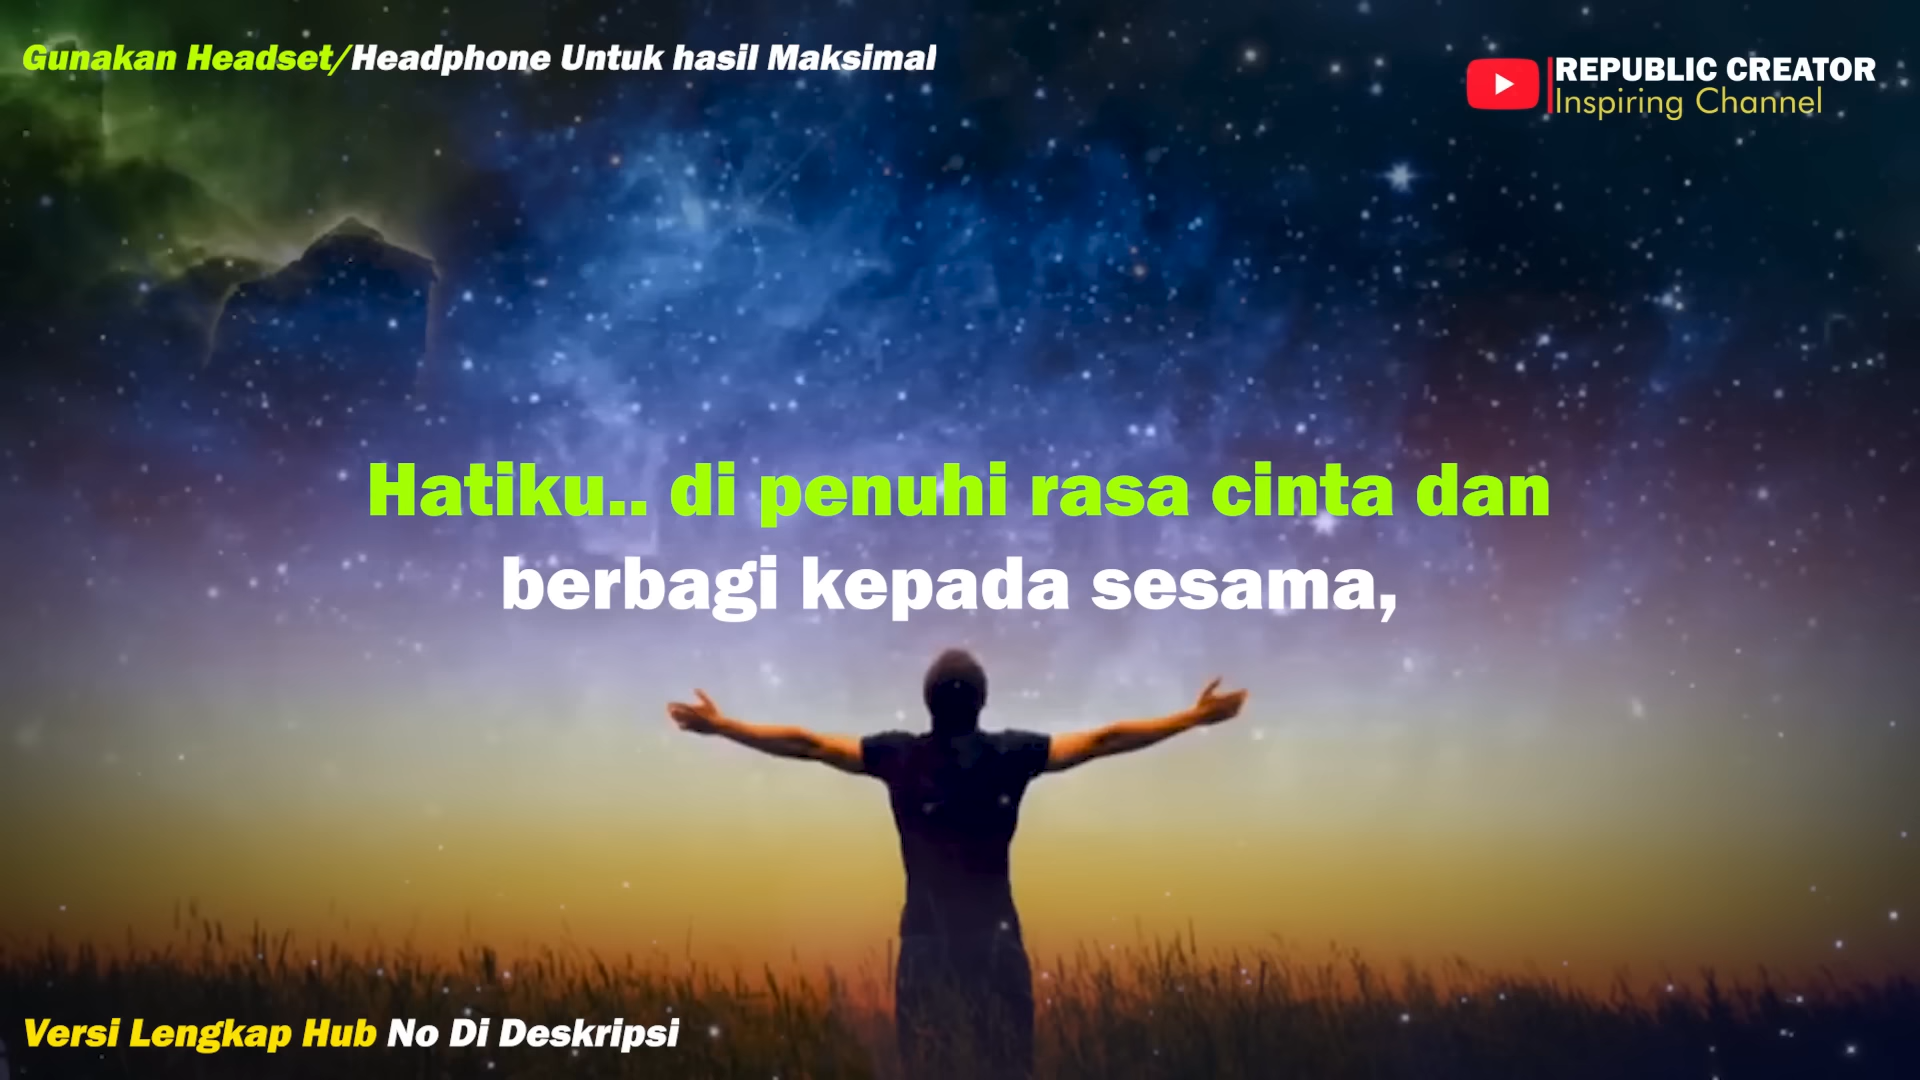 Gunakan Headset/Headphone Untuk hasil Maksimal
REPUBLIC CREATOR
Inspiring Channel
Hatiku.. di penuhi rasa cinta dan
berbagi kepada sesama,
Versi Lengkap Hub No Di Deskripsi